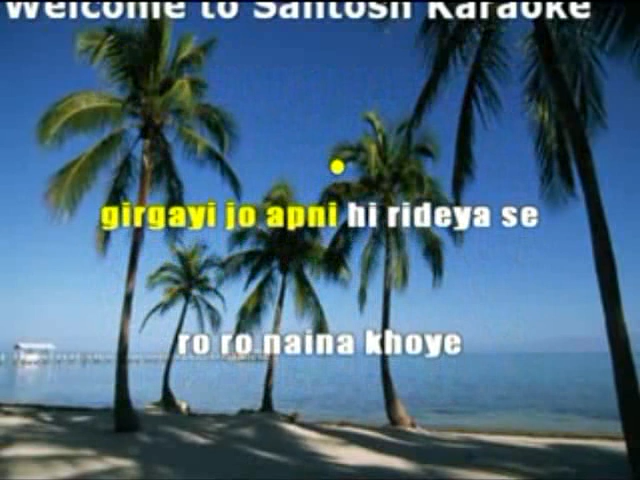 Welcome to Santosh Karaoke
girgayi jo apni hi rideya se
ro ro naina khoye